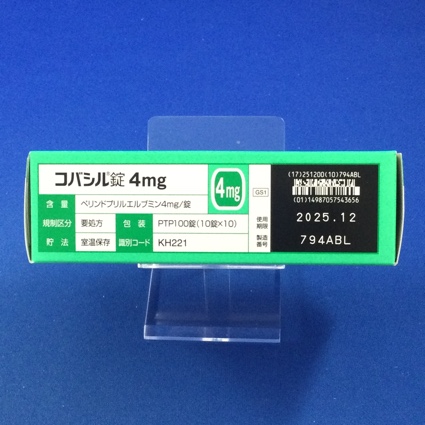 コバシル®錠 4mg
4mg
含量 ペリンドプリルエルブミン4mg/錠
規制区分 要処方 包装 PTP100錠(10錠×10)
貯法 室温保存 識別コード KH221
GS1
使用期限 2025.12
製造番号 794ABL
(17)251200(10)794ABL
(01)14987057543656